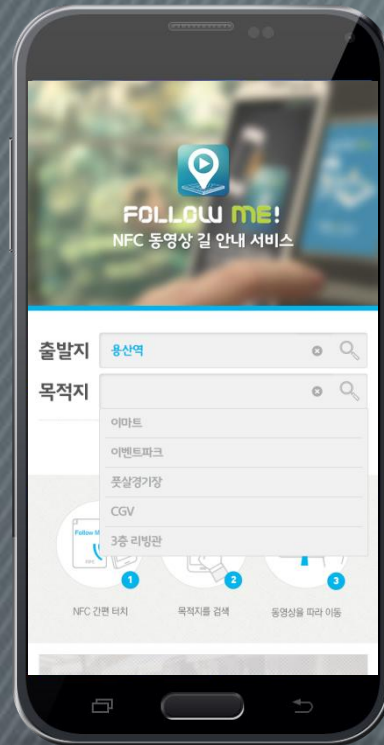 FOLLOW ME!
NFC 동영상 길 안내 서비스
출발지 용산역
목적지
이마트
이벤트파크
풋살경기장
CGV
3층 리빙관
Follow M
1 2 3
NFC 간편 터치 목적지를 검색 동영상을 따라 이동